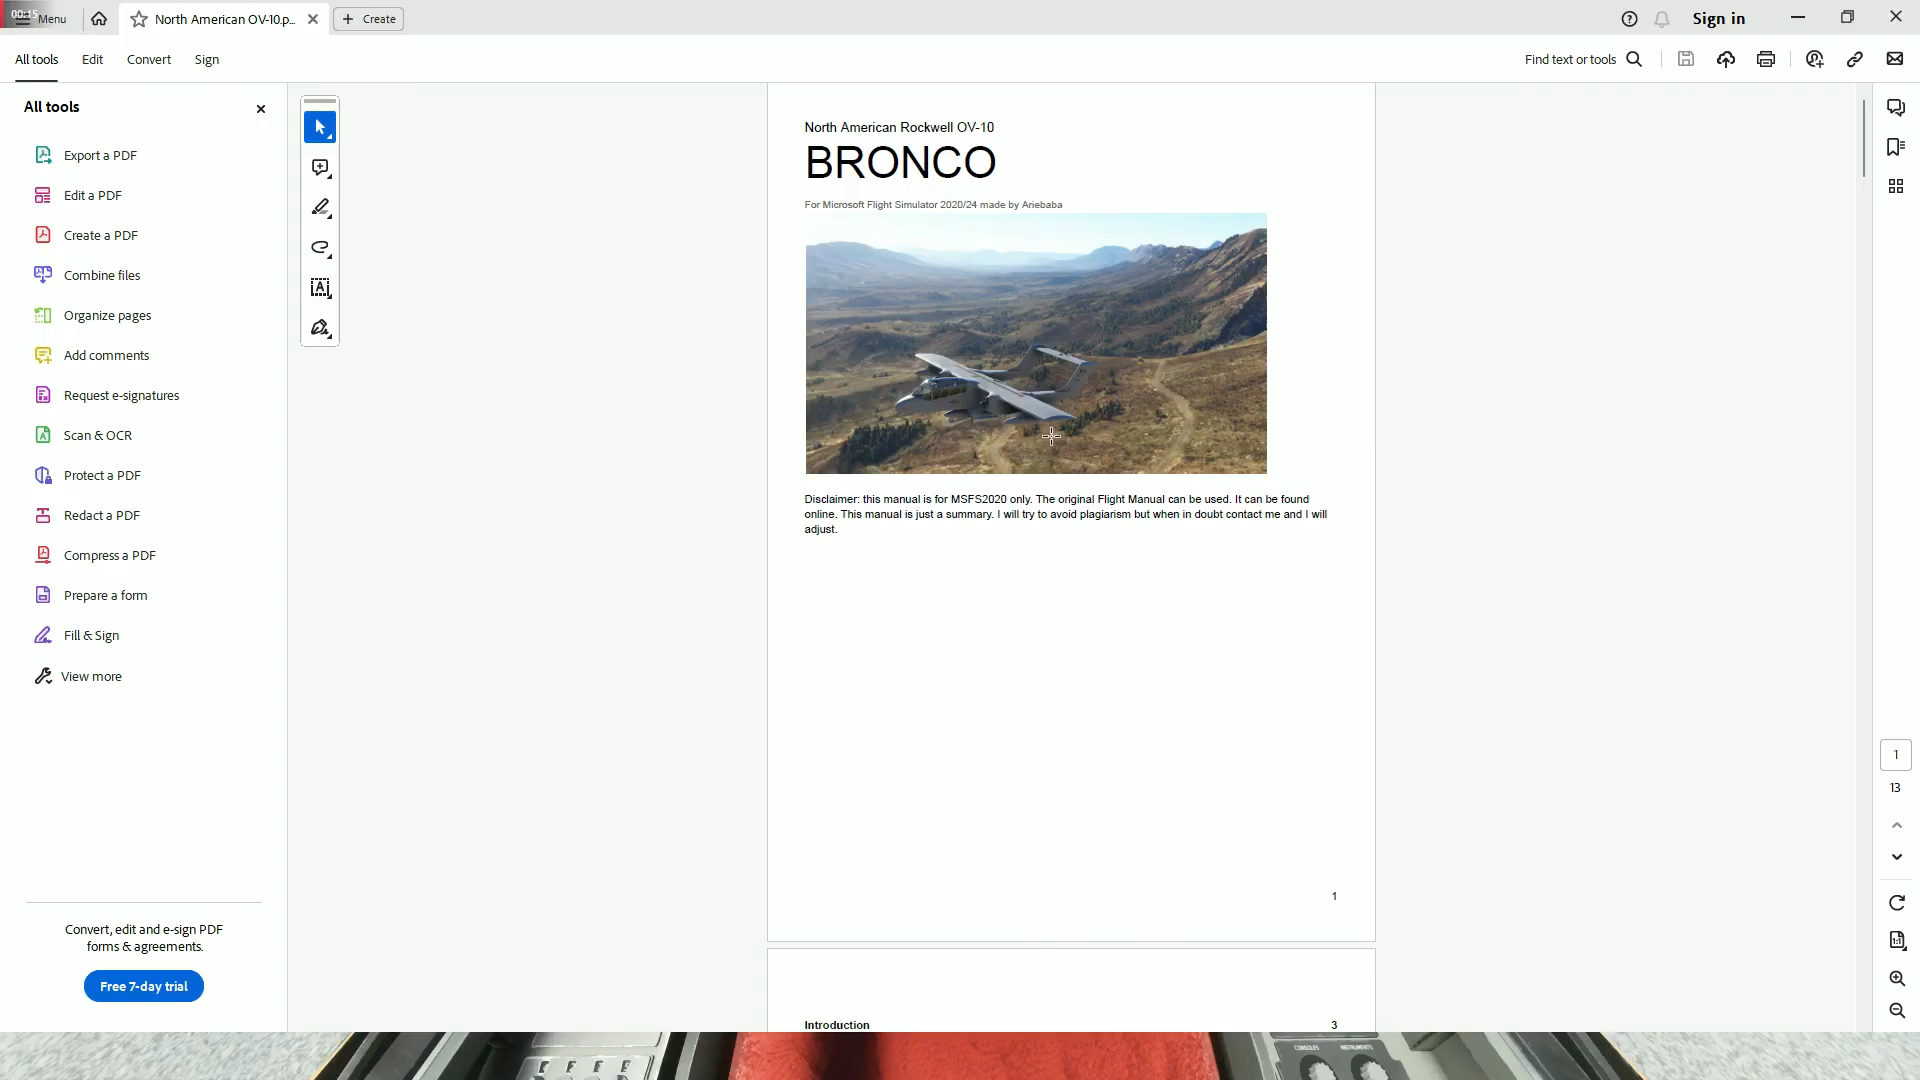 00:15
Menu
North American OV-10.p...
Create
Sign in
All tools
Edit
Convert
Sign
Find text or tools
All tools
Export a PDF
Edit a PDF
Create a PDF
Combine files
Organize pages
Add comments
Request e-signatures
Scan & OCR
Protect a PDF
Redact a PDF
Compress a PDF
Prepare a form
Fill & Sign
View more
Convert, edit and e-sign PDF
forms & agreements.
Free 7-day trial
North American Rockwell OV-10
BRONCO
For Microsoft Flight Simulator 2020/24 made by Ariebaba
Disclaimer: this manual is for MSFS2020 only. The original Flight Manual can be used. It can be found
online. This manual is just a summary. I will try to avoid plagiarism but when in doubt contact me and I will
adjust.
1
Introduction 3
1
13
CONSOLES INSTRUMENTS